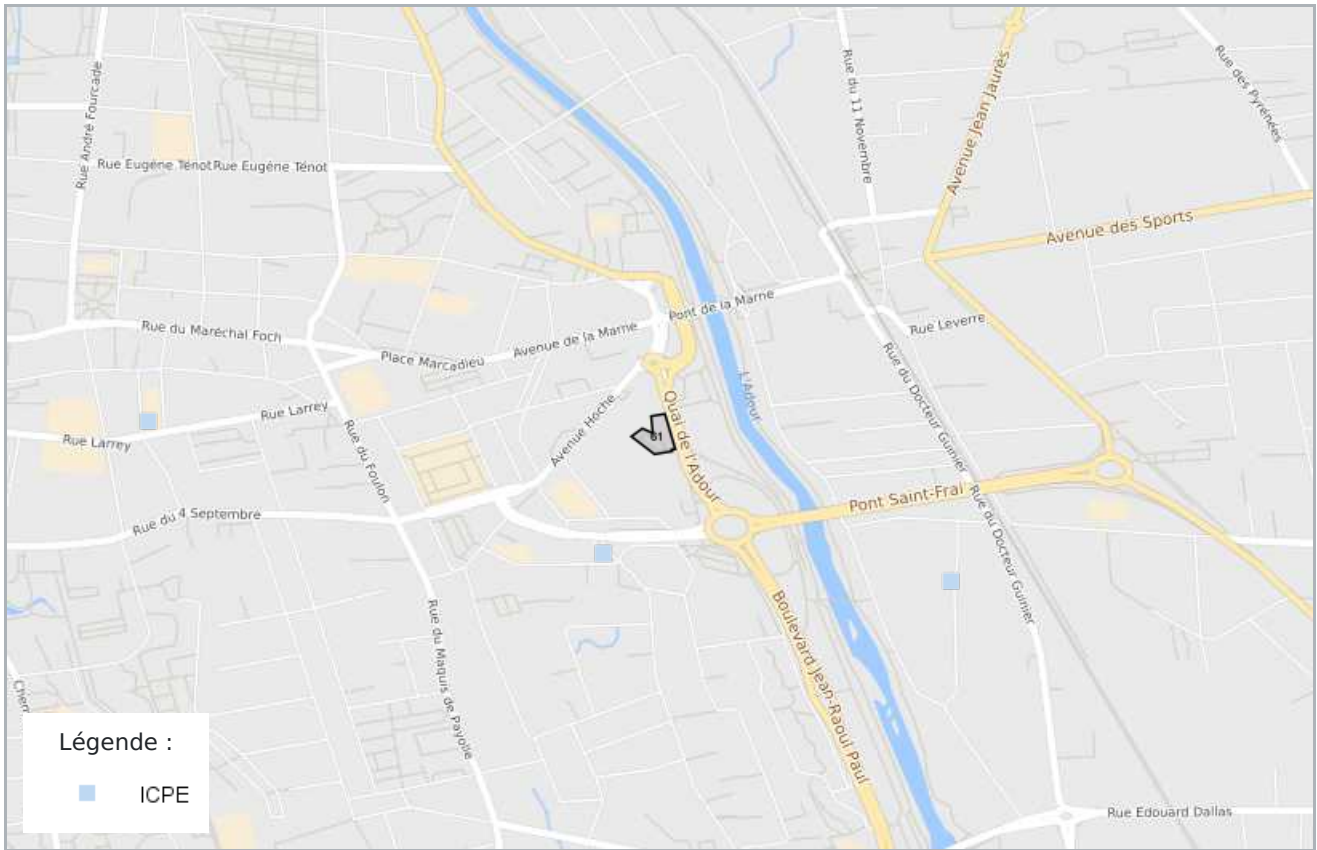 Rue André Fourcade
Rue du 11 Novembre
Avenue Jean Jaurès
Rue des Pyrénées
Rue Eugène Ténot
Rue Eugène Ténot
Avenue des Sports
Pont de la Marne
Rue du Maréchal Foch
Avenue de la Marne
Rue Leverre
Place Marcadieu
L'Adour
Rue du Docteur Guinier
Rue Larrey
Rue Larrey
Avenue Hoche
Quai de l'Adour
Rue du Foulon
Pont Saint-Frai
Rue du 4 Septembre
Rue du Docteur Guinier
Boulevard Jean-Raoul Paul
Rue du Maquis de Payolle
Chem
Légende :
ICPE
Rue Edouard Dallas